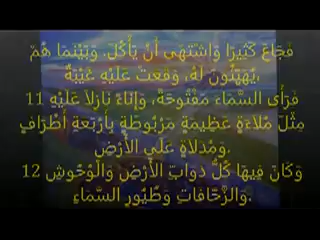 فَجَاعَ كَثِيرًا وَاشْتَهَى أَنْ يَأْكُلَ. وَبَيْنَمَا هُمْ
يُهَيِّئُونَ لَهُ، وَقَعَتْ عَلَيْهِ غَيْبَةٌ،
11 فَرَأَى السَّمَاءَ مَفْتُوحَةً، وَإِنَاءً نَازِلاً عَلَيْهِ
مِثْلَ مُلاَءَةٍ عَظِيمَةٍ مَرْبُوطَةٍ بِأَرْبَعَةِ أَطْرَافٍ
وَمُدَلاَةٍ عَلَى الأَرْضِ.
12 وَكَانَ فِيهَا كُلُّ دَوَابِّ الأَرْضِ وَالْوُحُوشِ
وَالزَّحَّافَاتِ وَطُيُورِ السَّمَاءِ.